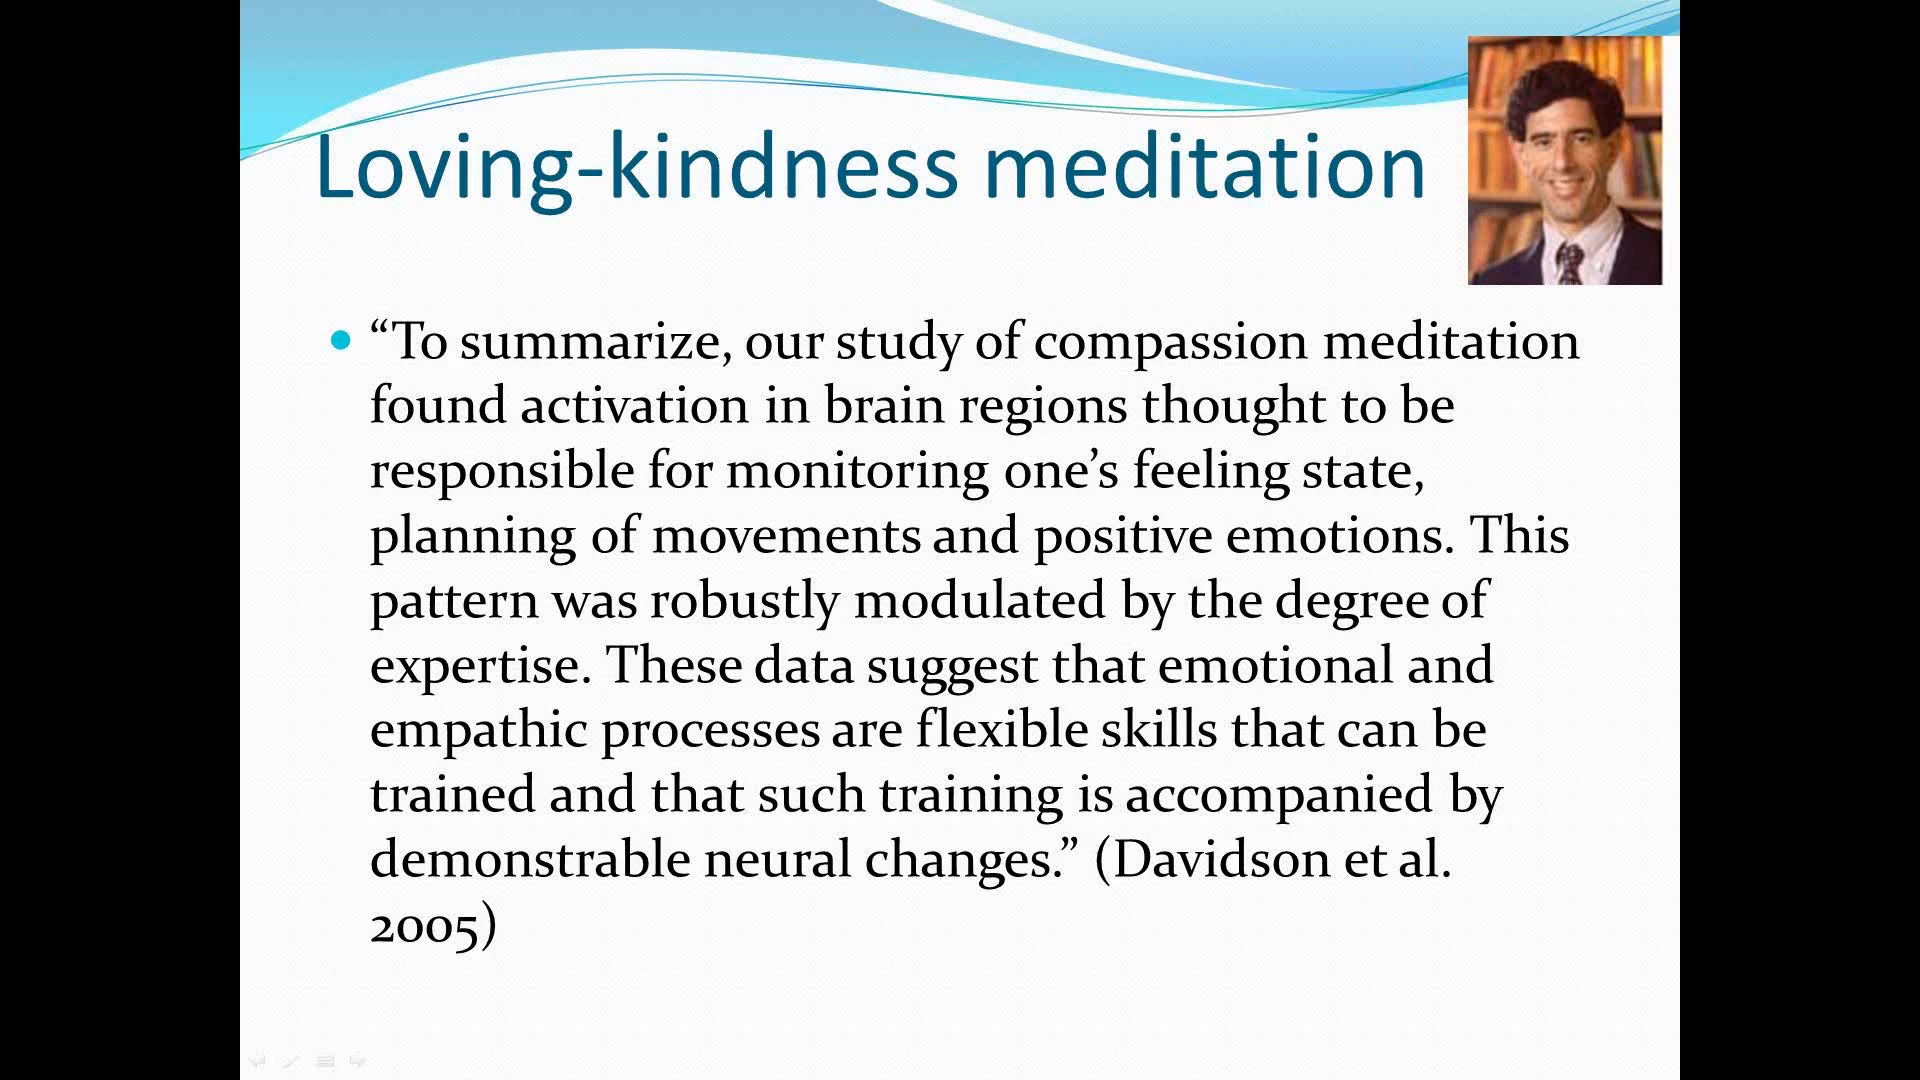 Loving-kindness meditation
“To summarize, our study of compassion meditation
found activation in brain regions thought to be
responsible for monitoring one’s feeling state,
planning of movements and positive emotions. This
pattern was robustly modulated by the degree of
expertise. These data suggest that emotional and
empathic processes are flexible skills that can be
trained and that such training is accompanied by
demonstrable neural changes.” (Davidson et al.
2005)